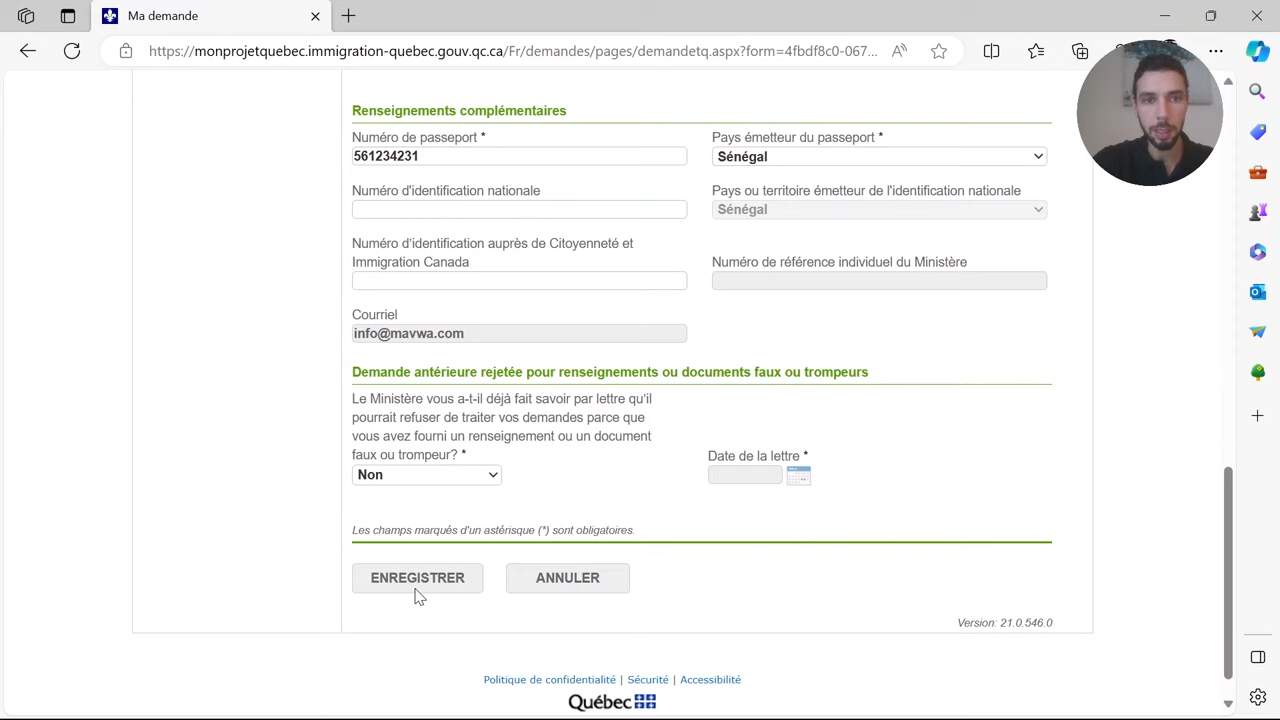 Ma demande
https://monprojetquebec.immigration-quebec.gouv.qc.ca/Fr/demandes/pages/demandetq.aspx?form=4fbdf8c0-067...
Renseignements complémentaires
Numéro de passeport *
Pays émetteur du passeport *
561234231
Sénégal
Numéro d'identification nationale
Pays ou territoire émetteur de l'identification nationale
Sénégal
Numéro d'identification auprès de Citoyenneté et
Immigration Canada
Numéro de référence individuel du Ministère
Courriel
info@mavwa.com
Demande antérieure rejetée pour renseignements ou documents faux ou trompeurs
Le Ministère vous a-t-il déjà fait savoir par lettre qu'il
pourrait refuser de traiter vos demandes parce que
vous avez fourni un renseignement ou un document
faux ou trompeur? *
Date de la lettre *
Non
Les champs marqués d'un astérisque (*) sont obligatoires.
ENREGISTRER
ANNULER
Version: 21.0.546.0
Politique de confidentialité | Sécurité | Accessibilité
Québec